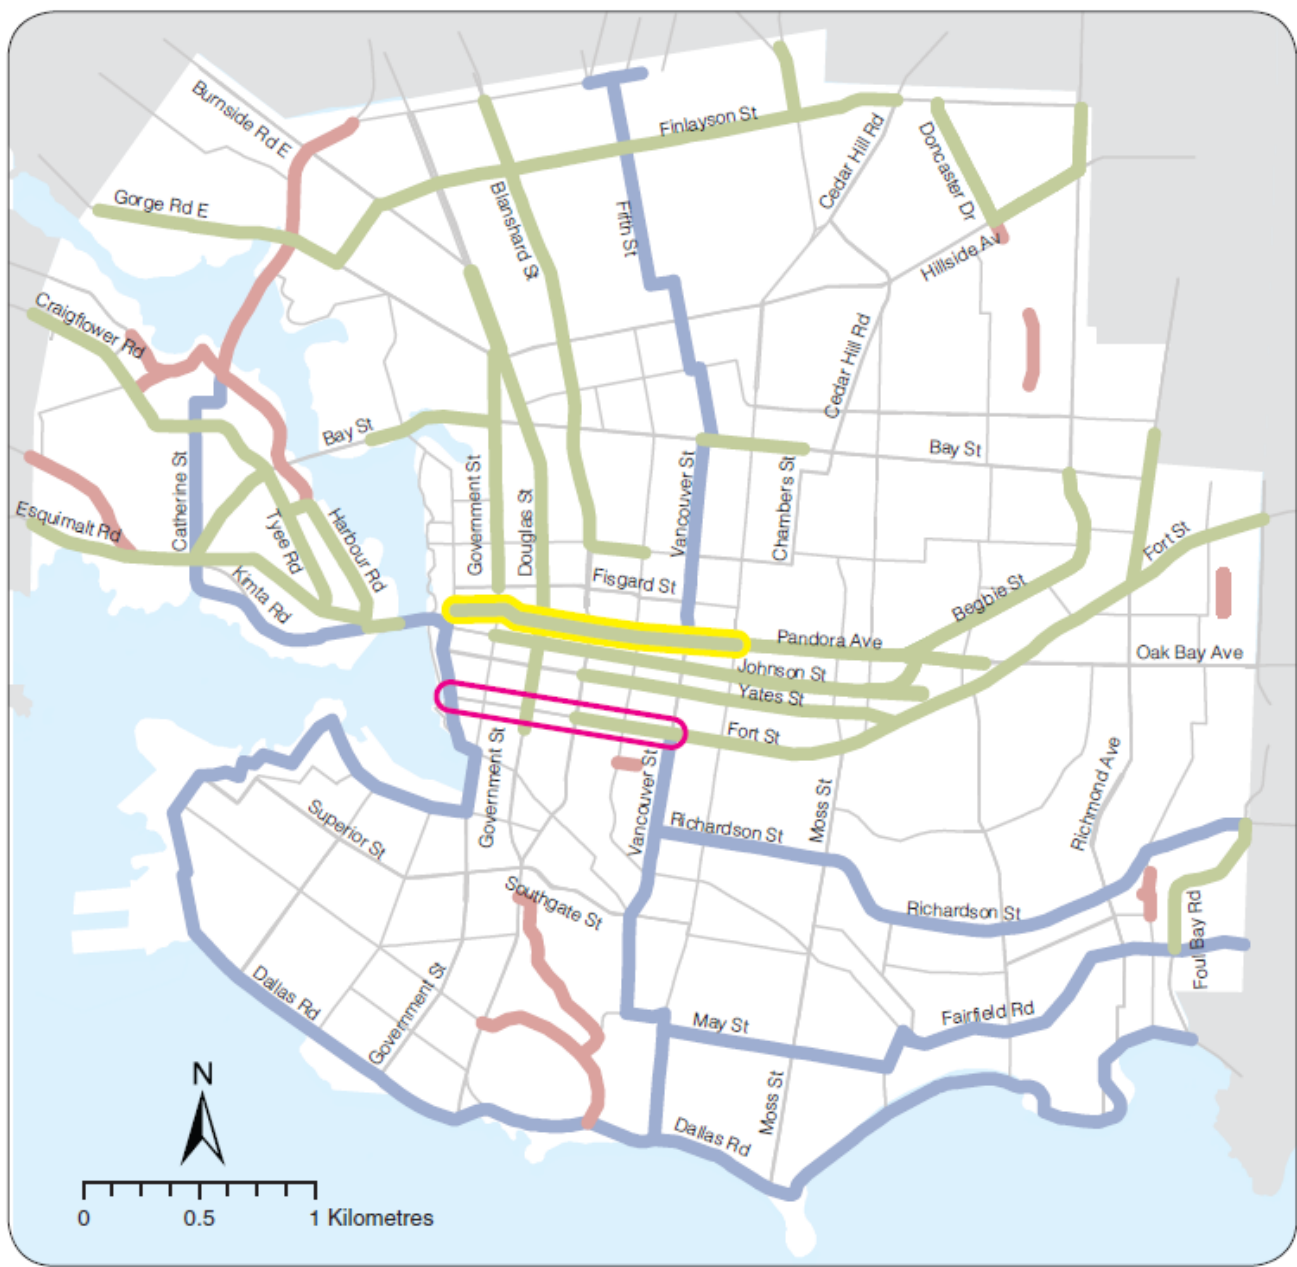 Burnside Rd E
Finlayson St
Cedar Hill Rd
Doncaster Dr
Gorge Rd E
Blanshard St
Fifth St
Hillside Av
Craigflower Rd
Cedar Hill Rd
Bay St
Bay St
Catherine St
Government St
Douglas St
Vancouver St
Chambers St
Esquimalt Rd
Tyee Rd
Harbour Rd
Fort St
Kimta Rd
Fisgard St
Begbie St
Pandora Ave
Oak Bay Ave
Johnson St
Yates St
Fort St
Government St
Vancouver St
Moss St
Richmond Ave
Superior St
Richardson St
Southgate St
Richardson St
Foul Bay Rd
Dallas Rd
Government St
May St
Fairfield Rd
Moss St
Dallas Rd
N
0 0.5 1 Kilometres